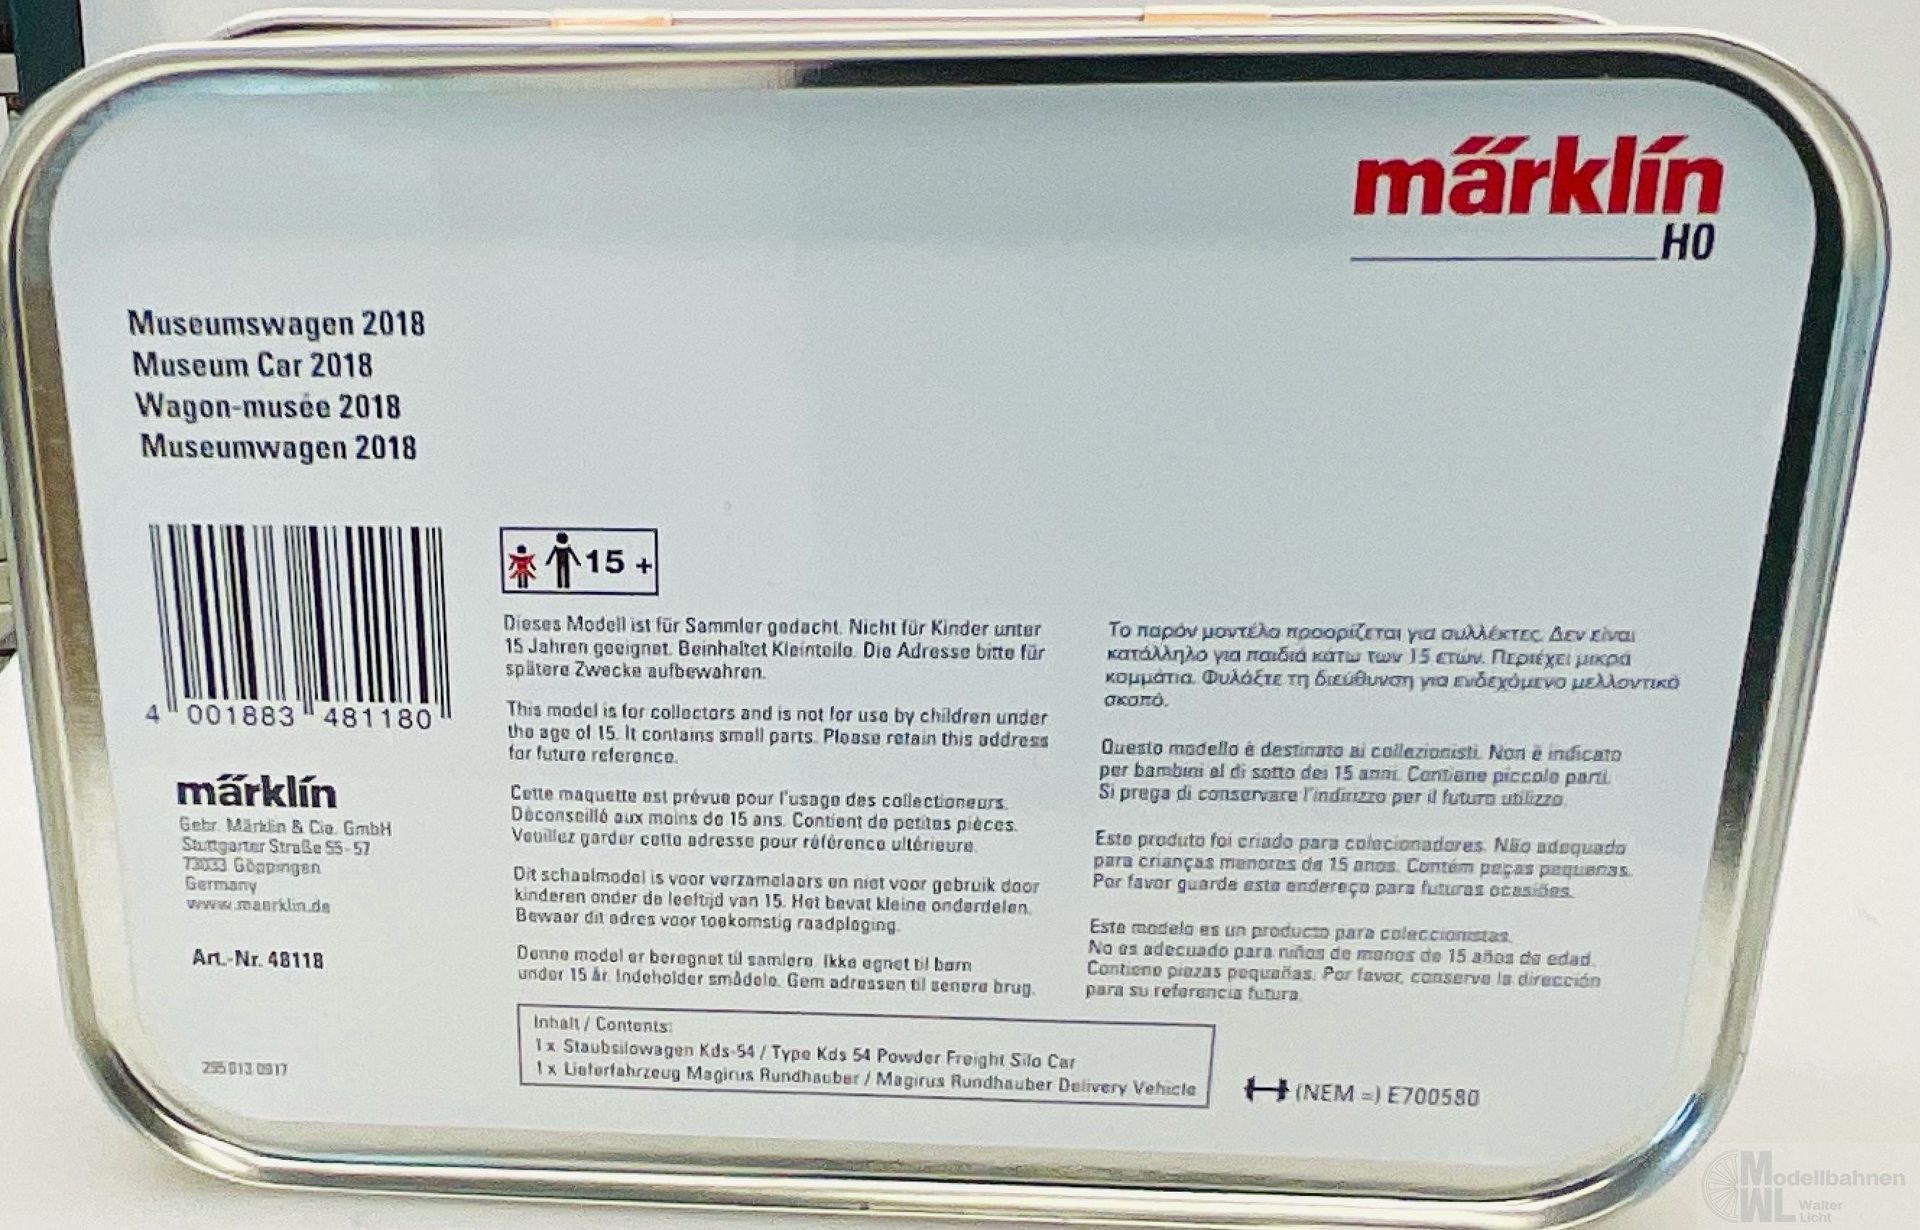 märklin
H0
Museumswagen 2018
Museum Car 2018
Wagon-musée 2018
Museumwagen 2018
4 001883 481180
märklin
Gebr. Märklin & Cie. GmbH
Stuttgarter Straße 55-57
73033 Göppingen
Germany
www.maerklin.de
Art.-Nr. 48118
295 013 0917
15 +
Dieses Modell ist für Sammler gedacht. Nicht für Kinder unter
15 Jahren geeignet. Beinhaltet Kleinteile. Die Adresse bitte für
spätere Zwecke aufbewahren.
This model is for collectors and is not for use by children under
the age of 15. It contains small parts. Please retain this address
for future reference.
Cette maquette est prévue pour l'usage des collectioneurs.
Déconseillé aux moins de 15 ans. Contient de petites pièces.
Veuillez garder cette adresse pour référence ultérieure.
Dit schaalmodel is voor verzamelaars en niet voor gebruik door
kinderen onder de leeftijd van 15. Het bevat kleine onderdelen.
Bewaar dit adres voor toekomstig raadpleging.
Denne model er beregnet til samlere. Ikke egnet til børn
under 15 år. Indeholder smådele. Gem adressen til senere brug.
Το παρόν μοντέλο προορίζεται για συλλέκτες. Δεν είναι
κατάλληλο για παιδιά κάτω των 15 ετών. Περιέχει μικρά
κομμάτια. Φυλάξτε τη διεύθυνση για ενδεχόμενο μελλοντικό
σκοπό.
Questo modello è destinato ai collezionisti. Non è indicato
per bambini al di sotto dei 15 anni. Contiene piccole parti.
Si prega di conservare l'indirizzo per il futuro utilizzo.
Este produto foi criado para colecionadores. Não adequado
para crianças menores de 15 anos. Contém peças pequenas.
Por favor guarde este endereço para futuras ocasiões.
Este modelo es un producto para coleccionistas.
No es adecuado para niños de menos de 15 años de edad.
Contiene piezas pequeñas. Por favor, conserve la dirección
para su referencia futura.
Inhalt / Contents:
1 x Staubsilowagen Kds-54 / Type Kds 54 Powder Freight Silo Car
1 x Lieferfahrzeug Magirus Rundhauber / Magirus Rundhauber Delivery Vehicle
(NEM =) E700580
Modellbahnen
WL Walter
Licht